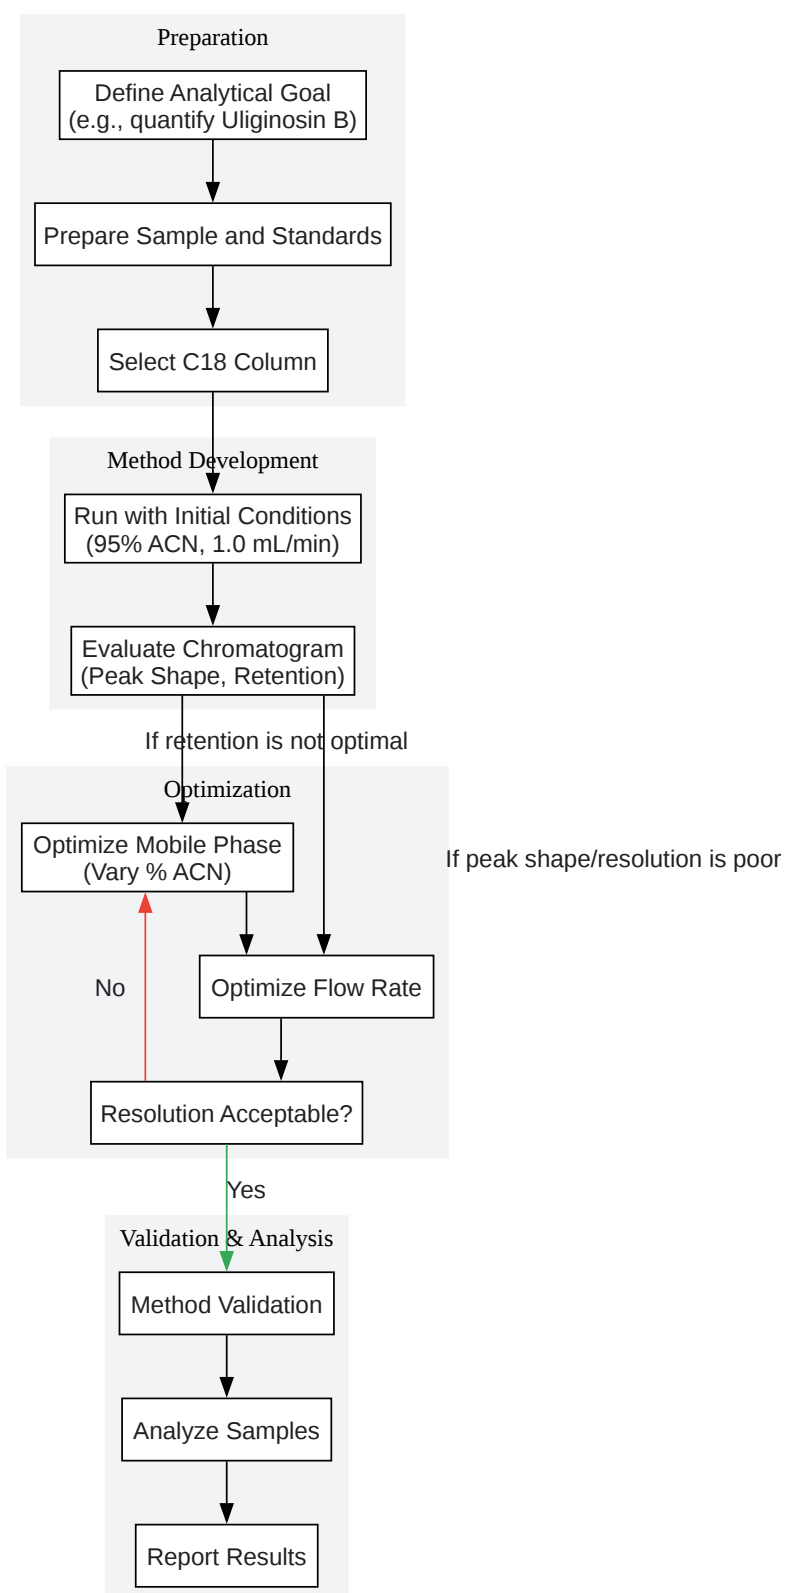 Preparation
Define Analytical Goal
(e.g., quantify Uliginosin B)
Prepare Sample and Standards
Select C18 Column
Method Development
Run with Initial Conditions
(95% ACN, 1.0 mL/min)
Evaluate Chromatogram
(Peak Shape, Retention)
If retention is not optimal
Optimization
Optimize Mobile Phase
(Vary % ACN)
If peak shape/resolution is poor
No
Optimize Flow Rate
Resolution Acceptable?
Yes
Validation & Analysis
Method Validation
Analyze Samples
Report Results